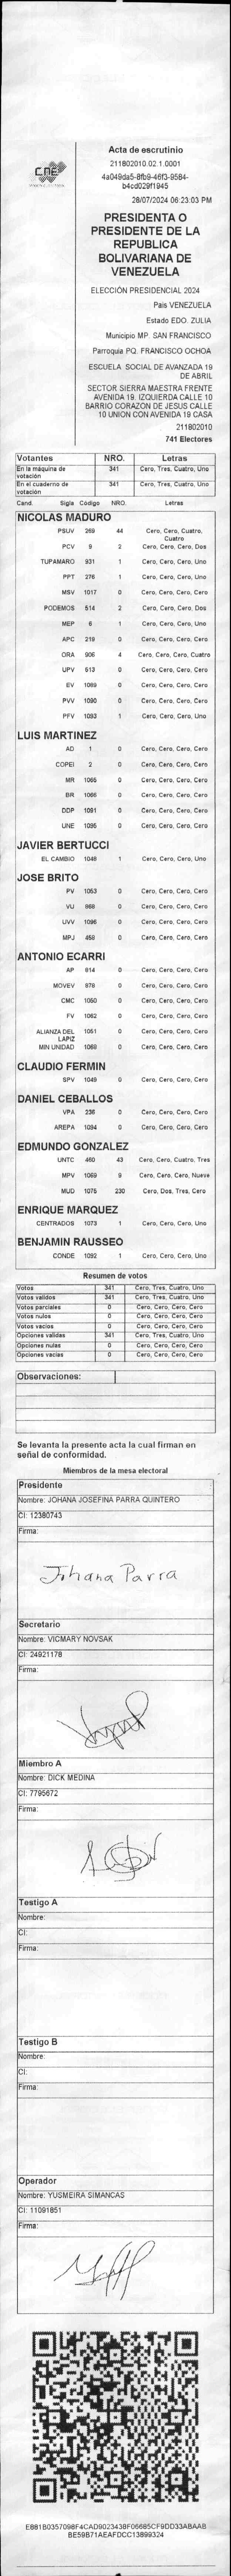 Acta de escrutinio
211802010.02.1.0001
4a049da5-8fb9-46f3-9584-
b4cd029f1945
28/07/2024 06:23:03 PM
CNE
PRESIDENTA O
PRESIDENTE DE LA
REPUBLICA
BOLIVARIANA DE
VENEZUELA
ELECCIÓN PRESIDENCIAL 2024
País VENEZUELA
Estado EDO. ZULIA
Municipio MP. SAN FRANCISCO
Parroquia PQ. FRANCISCO OCHOA
ESCUELA SOCIAL DE AVANZADA 19
DE ABRIL
SECTOR SIERRA MAESTRA FRENTE
AVENIDA 19. IZQUIERDA CALLE 10
BARRIO CORAZON DE JESUS CALLE
10 UNION CON AVENIDA 19 CASA
211802010
741 Electores
Votantes NRO. Letras
En la máquina de votación 341 Cero, Tres, Cuatro, Uno
En el cuaderno de votación 341 Cero, Tres, Cuatro, Uno
Cand. Sigla Código NRO. Letras
NICOLAS MADURO
PSUV 269 44 Cero, Cero, Cuatro, Cuatro
PCV 9 2 Cero, Cero, Cero, Dos
TUPAMARO 931 1 Cero, Cero, Cero, Uno
PPT 276 1 Cero, Cero, Cero, Uno
MSV 1017 0 Cero, Cero, Cero, Cero
PODEMOS 514 2 Cero, Cero, Cero, Dos
MEP 6 1 Cero, Cero, Cero, Uno
APC 219 0 Cero, Cero, Cero, Cero
ORA 906 4 Cero, Cero, Cero, Cuatro
UPV 513 0 Cero, Cero, Cero, Cero
EV 1089 0 Cero, Cero, Cero, Cero
PVV 1090 0 Cero, Cero, Cero, Cero
PFV 1093 1 Cero, Cero, Cero, Uno
LUIS MARTINEZ
AD 1 0 Cero, Cero, Cero, Cero
COPEI 2 0 Cero, Cero, Cero, Cero
MR 1065 0 Cero, Cero, Cero, Cero
BR 1066 0 Cero, Cero, Cero, Cero
DDP 1091 0 Cero, Cero, Cero, Cero
UNE 1095 0 Cero, Cero, Cero, Cero
JAVIER BERTUCCI
EL CAMBIO 1048 1 Cero, Cero, Cero, Uno
JOSE BRITO
PV 1053 0 Cero, Cero, Cero, Cero
VU 968 0 Cero, Cero, Cero, Cero
UVV 1096 0 Cero, Cero, Cero, Cero
MPJ 458 0 Cero, Cero, Cero, Cero
ANTONIO ECARRI
AP 914 0 Cero, Cero, Cero, Cero
MOVEV 979 0 Cero, Cero, Cero, Cero
CMC 1050 0 Cero, Cero, Cero, Cero
FV 1062 0 Cero, Cero, Cero, Cero
ALIANZA DEL LAPIZ 1051 0 Cero, Cero, Cero, Cero
MIN UNIDAD 1068 0 Cero, Cero, Cero, Cero
CLAUDIO FERMIN
SPV 1049 0 Cero, Cero, Cero, Cero
DANIEL CEBALLOS
VPA 236 0 Cero, Cero, Cero, Cero
AREPA 1094 0 Cero, Cero, Cero, Cero
EDMUNDO GONZALEZ
UNTC 460 43 Cero, Cero, Cuatro, Tres
MPV 1069 9 Cero, Cero, Cero, Nueve
MUD 1075 230 Cero, Dos, Tres, Cero
ENRIQUE MARQUEZ
CENTRADOS 1073 1 Cero, Cero, Cero, Uno
BENJAMIN RAUSSEO
CONDE 1092 1 Cero, Cero, Cero, Uno
Resumen de votos
Votos 341 Cero, Tres, Cuatro, Uno
Votos validos 341 Cero, Tres, Cuatro, Uno
Votos parciales 0 Cero, Cero, Cero, Cero
Votos nulos 0 Cero, Cero, Cero, Cero
Votos vacios 0 Cero, Cero, Cero, Cero
Opciones validas 341 Cero, Tres, Cuatro, Uno
Opciones nulas 0 Cero, Cero, Cero, Cero
Opciones vacias 0 Cero, Cero, Cero, Cero
Observaciones:
Se levanta la presente acta la cual firman en
señal de conformidad.
Miembros de la mesa electoral
Presidente
Nombre: JOHANA JOSEFINA PARRA QUINTERO
CI: 12380743
Firma:
Johana Parra
Secretario
Nombre: VICMARY NOVSAK
CI: 24921178
Firma:
Miembro A
Nombre: DICK MEDINA
CI: 7795672
Firma:
Testigo A
Nombre:
CI:
Firma:
Testigo B
Nombre:
CI:
Firma:
Operador
Nombre: YUSMEIRA SIMANCAS
CI: 11091851
Firma:
E881B0357098F4CAD9023438F06685CF9DD33ABAAB
BE59B71AEAFDCC13899324